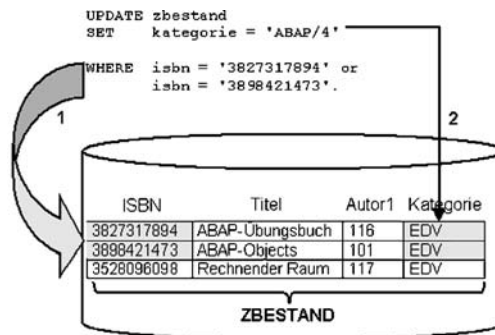 UPDATE zbestand
SET kategorie = 'ABAP/4'
WHERE isbn = '3827317894' or
isbn = '3898421473'.
1
2
ISBN Titel Autor1 Kategorie
3827317894 ABAP-Übungsbuch 116 EDV
3898421473 ABAP-Objects 101 EDV
3528096098 Rechnender Raum 117 EDV
ZBESTAND